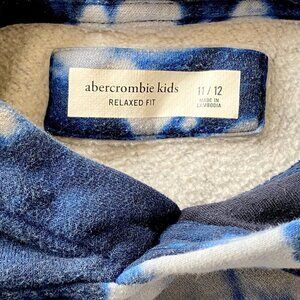 abercrombie kids
RELAXED FIT
11 / 12
MADE IN
CAMBODIA